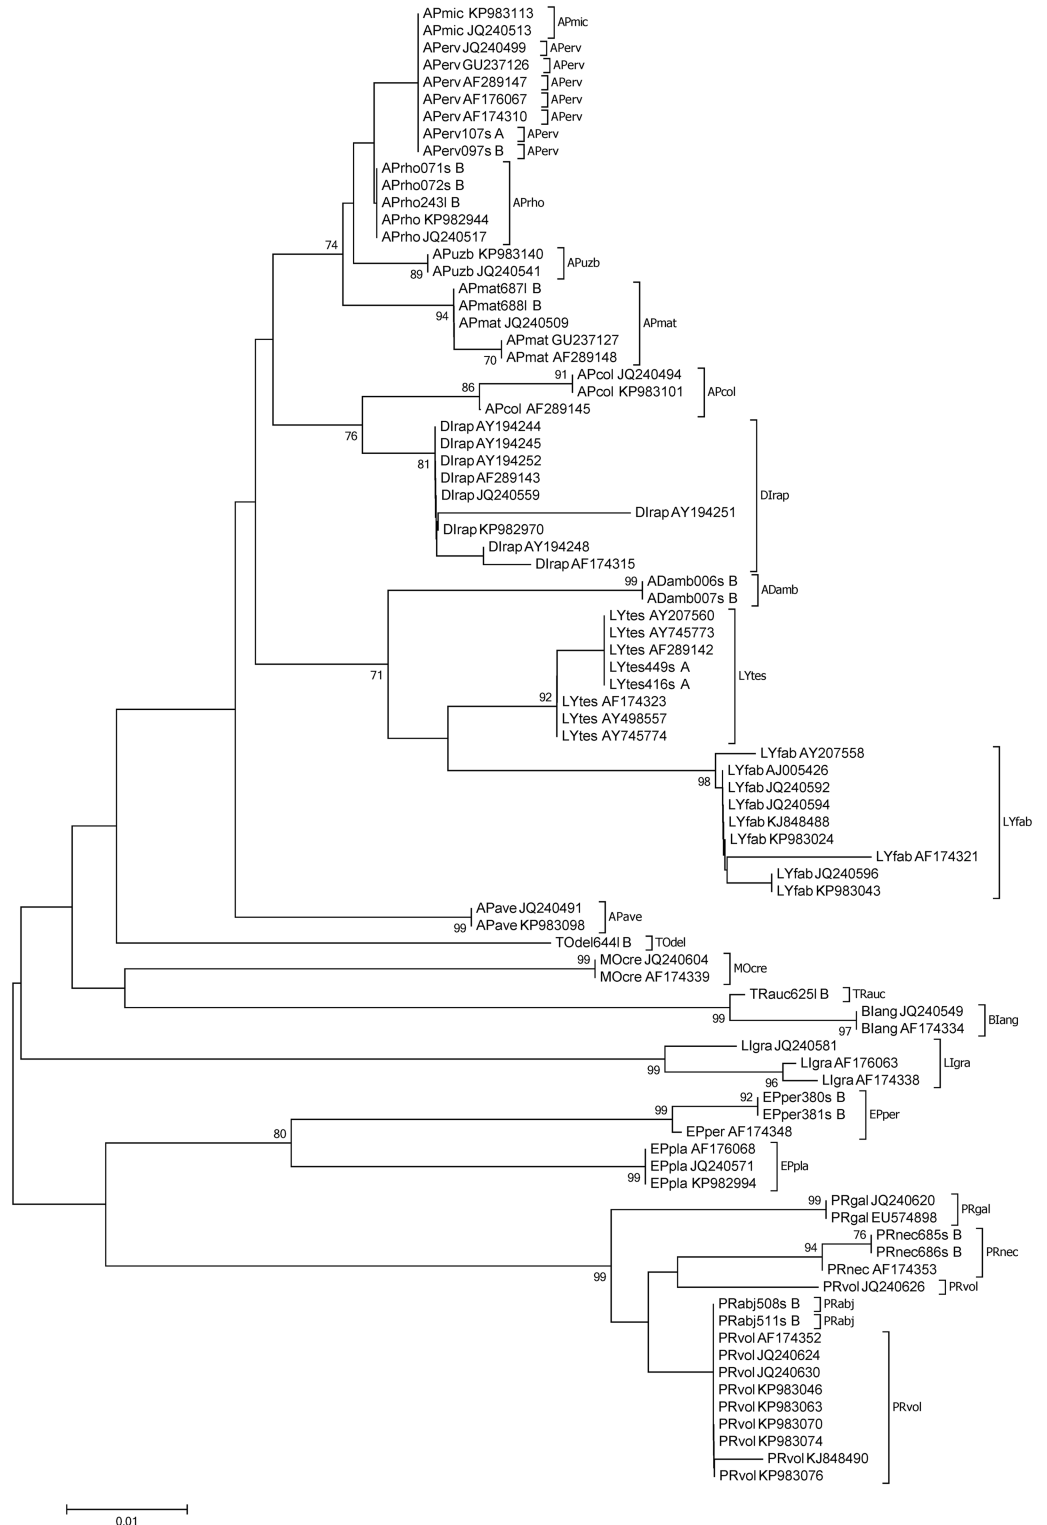 APmic KP983113
APmic JQ240513
APmic
APerv JQ240499 APerv
APerv GU237126 APerv
APerv AF289147 APerv
APerv AF176067 APerv
APerv AF174310 APerv
APerv107s A APerv
APerv097s B APerv
APrho071s B
APrho072s B
APrho243l B
APrho
APrho KP982944
APrho JQ240517
74
APuzb KP983140
APuzb
APuzb JQ240541
89
APmat687l B
APmat688l B
94
APmat JQ240509
APmat
APmat GU237127
APmat AF289148
70
91
APcol JQ240494
APcol KP983101
APcol
86
APcol AF289145
76
DIrap AY194244
DIrap AY194245
DIrap AY194252
81
DIrap AF289143
DIrap JQ240559
DIrap
DIrap AY194251
DIrap KP982970
DIrap AY194248
DIrap AF174315
99
ADamb006s B
ADamb
ADamb007s B
LYtes AY207560
LYtes AY745773
LYtes AF289142
LYtes449s A
LYtes
LYtes416s A
71
92
LYtes AF174323
LYtes AY498557
LYtes AY745774
LYfab AY207558
LYfab AJ005426
98
LYfab JQ240592
LYfab JQ240594
LYfab KJ848488
LYfab
LYfab KP983024
LYfab AF174321
LYfab JQ240596
LYfab KP983043
APave JQ240491
APave
APave KP983098
99
TOdel644l B TOdel
99
MOcre JQ240604
MOcre
MOcre AF174339
TRauc625l B TRauc
99
BIang JQ240549
BIang
BIang AF174334
97
LIgra JQ240581
LIgra AF176063
LIgra
99
LIgra AF174338
96
92
EPper380s B
EPper381s B
EPper
99
EPper AF174348
80
EPpla AF176068
EPpla JQ240571
EPpla
EPpla KP982994
99
99
PRgal JQ240620
PRgal
PRgal EU574898
76
PRnec685s B
PRnec686s B
PRnec
94
PRnec AF174353
99
PRvol JQ240626 PRvol
PRabj508s B PRabj
PRabj511s B PRabj
PRvol AF174352
PRvol JQ240624
PRvol JQ240630
PRvol KP983046
PRvol KP983063
PRvol
PRvol KP983070
PRvol KP983074
PRvol KJ848490
PRvol KP983076
0.01